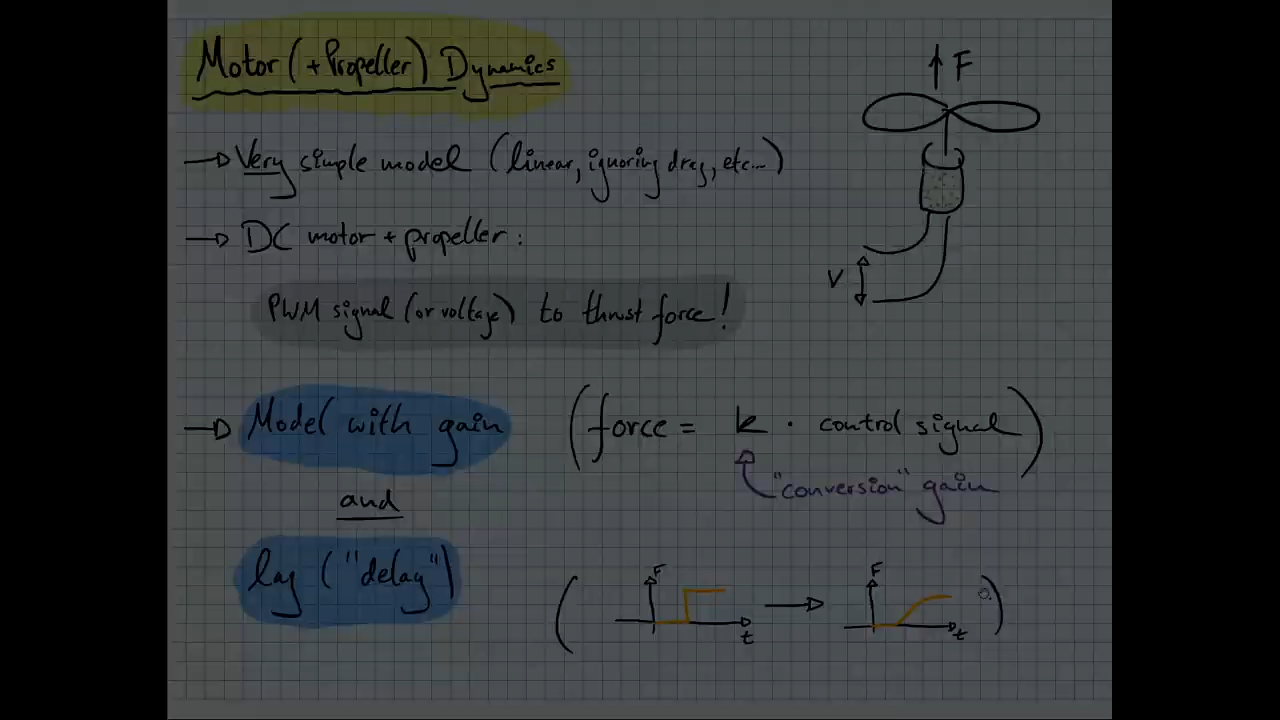 Motor (+Propeller) Dynamics
F
→ Very simple model (linear, ignoring drag, etc...)
→ DC motor + propeller:
V
PWM signal (or voltage) to thrust force!
→ Model with gain (force = k · control signal)
"conversion" gain
and
lag ("delay")
F
t
F
t